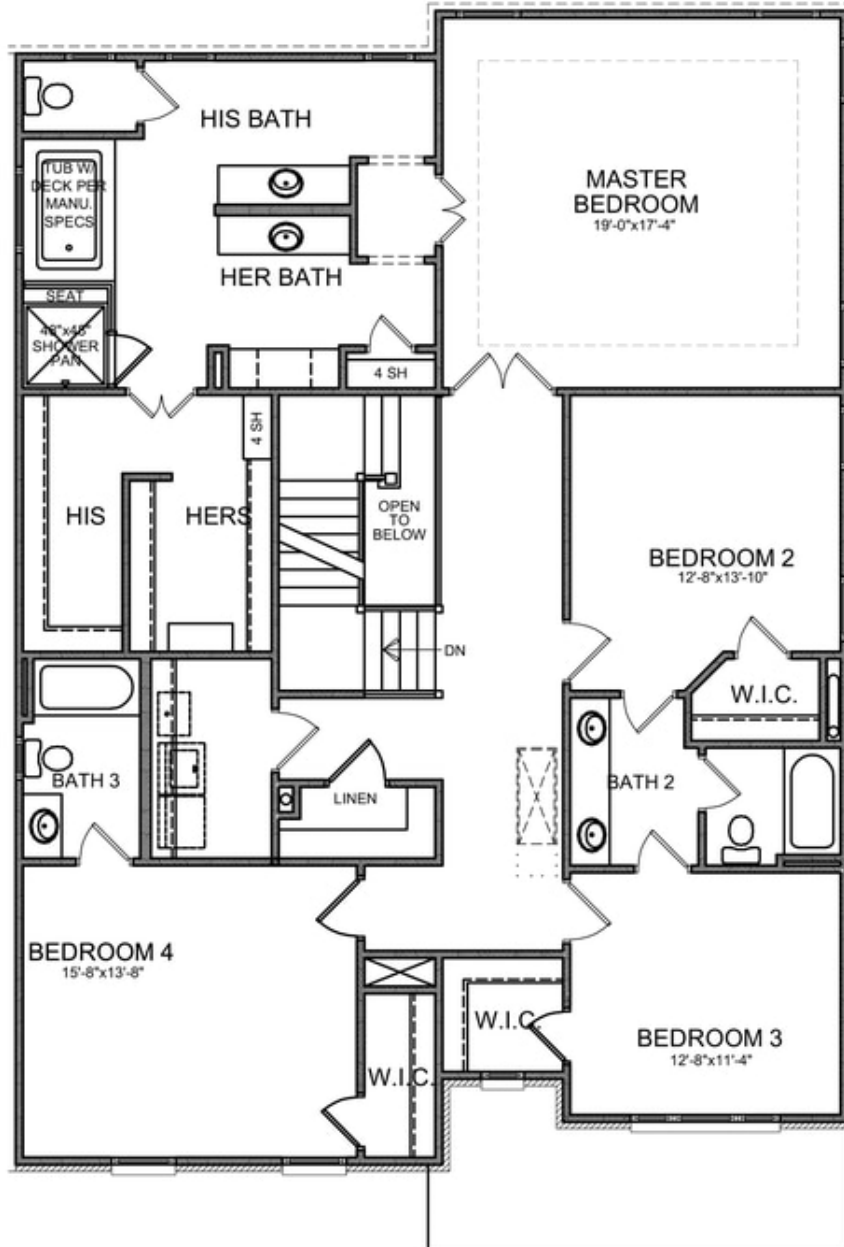 HIS BATH
TUB W/
DECK PER
MANU.
SPECS
MASTER
BEDROOM
19'-0"x17'-4"
HER BATH
SEAT
48"x48"
SHOWER
PAN
4 SH
4 SH
HIS
HERS
OPEN
TO
BELOW
BEDROOM 2
12'-8"x13'-10"
DN
W.I.C.
BATH 3
LINEN
BATH 2
BEDROOM 4
15'-8"x13'-8"
W.I.C.
BEDROOM 3
12'-8"x11'-4"
W.I.C.